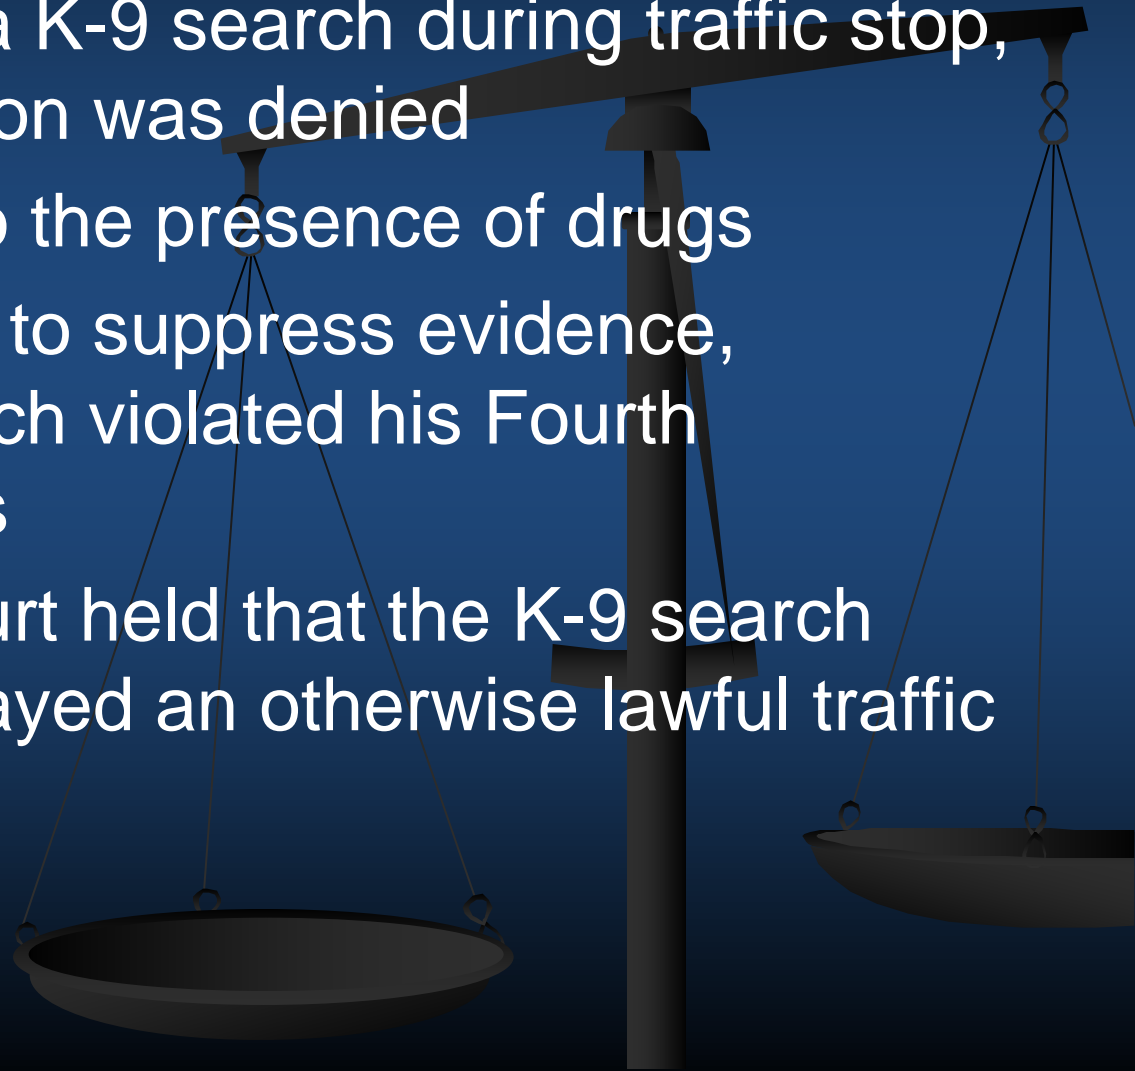 a K-9 search during traffic stop,
on was denied
o the presence of drugs
to suppress evidence,
ch violated his Fourth
s
urt held that the K-9 search
ayed an otherwise lawful traffic